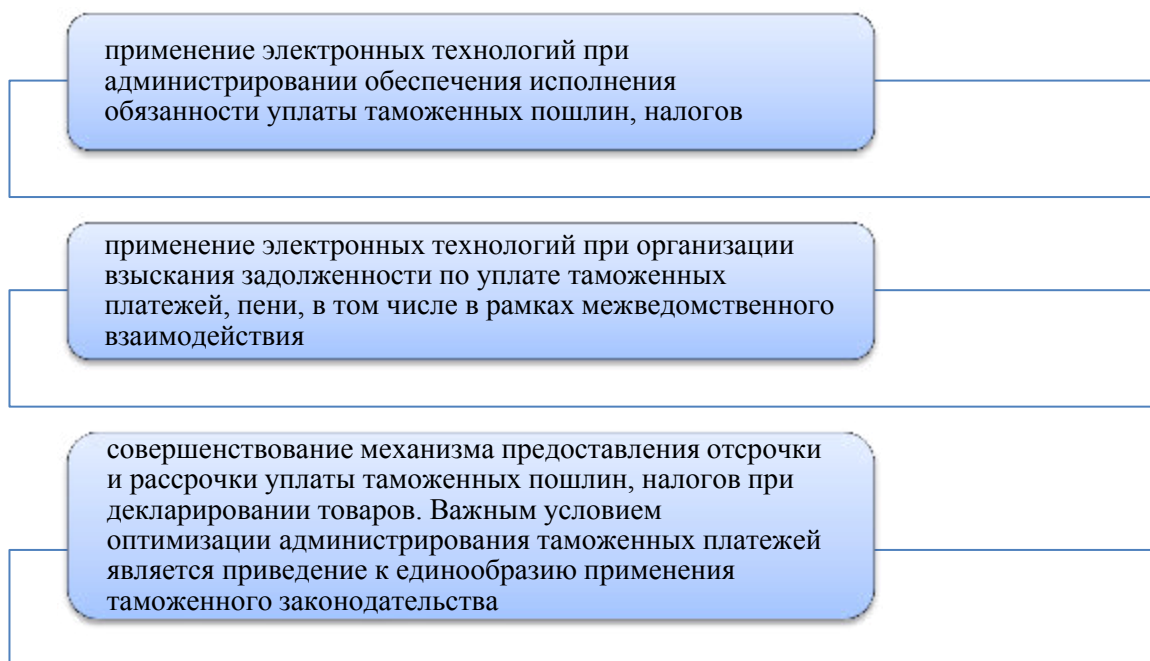 применение электронных технологий при
администрировании обеспечения исполнения
обязанности уплаты таможенных пошлин, налогов
применение электронных технологий при организации
взыскания задолженности по уплате таможенных
платежей, пени, в том числе в рамках межведомственного
взаимодействия
совершенствование механизма предоставления отсрочки
и рассрочки уплаты таможенных пошлин, налогов при
декларировании товаров. Важным условием
оптимизации администрирования таможенных платежей
является приведение к единообразию применения
таможенного законодательства